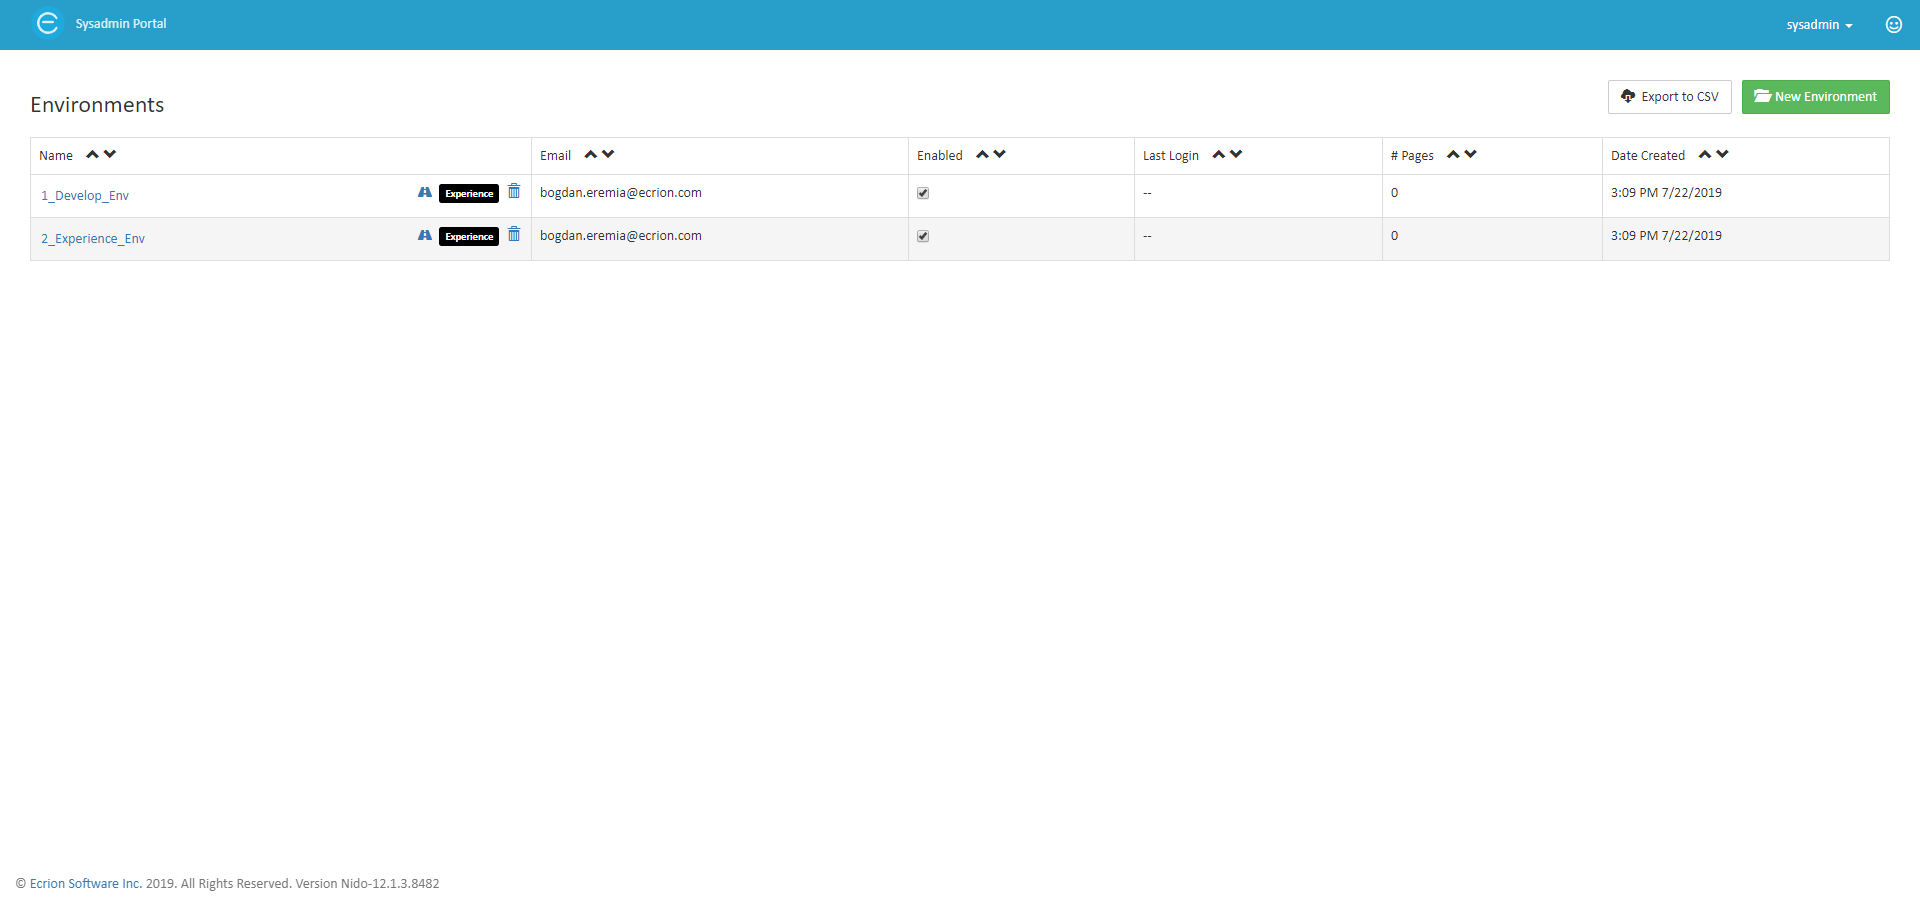 Sysadmin Portal
sysadmin
Environments
Export to CSV
New Environment
Name Email Enabled Last Login # Pages Date Created
1_Develop_Env Experience bogdan.eremia@ecrion.com -- 0 3:09 PM 7/22/2019
2_Experience_Env Experience bogdan.eremia@ecrion.com -- 0 3:09 PM 7/22/2019
© Ecrion Software Inc. 2019. All Rights Reserved. Version Nido-12.1.3.8482